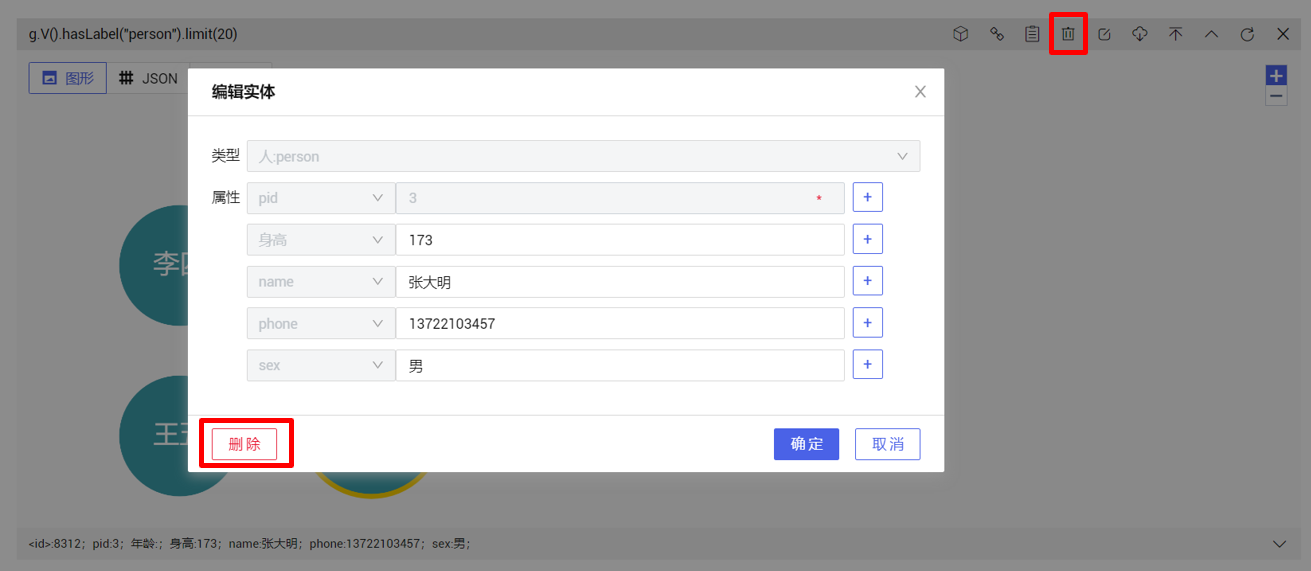 g.V().hasLabel("person").limit(20)
图形 JSON
编辑实体
类型 人:person
属性 pid 3 *
身高 173
name 张大明
phone 13722103457
sex 男
李
王
删除 确定 取消
<id>:8312; pid:3; 年龄:; 身高:173; name:张大明; phone:13722103457; sex:男;